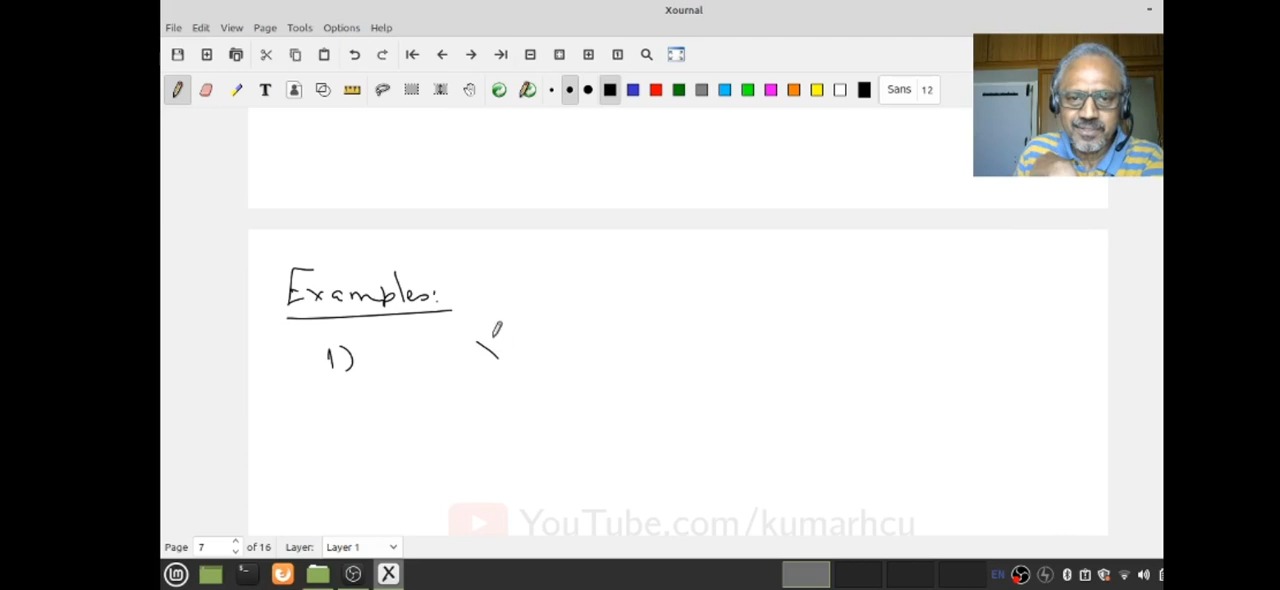 Xournal
File Edit View Page Tools Options Help
Sans 12
Examples:
1)
YouTube.com/kumarhcu
Page 7 of 16 Layer: Layer 1
EN